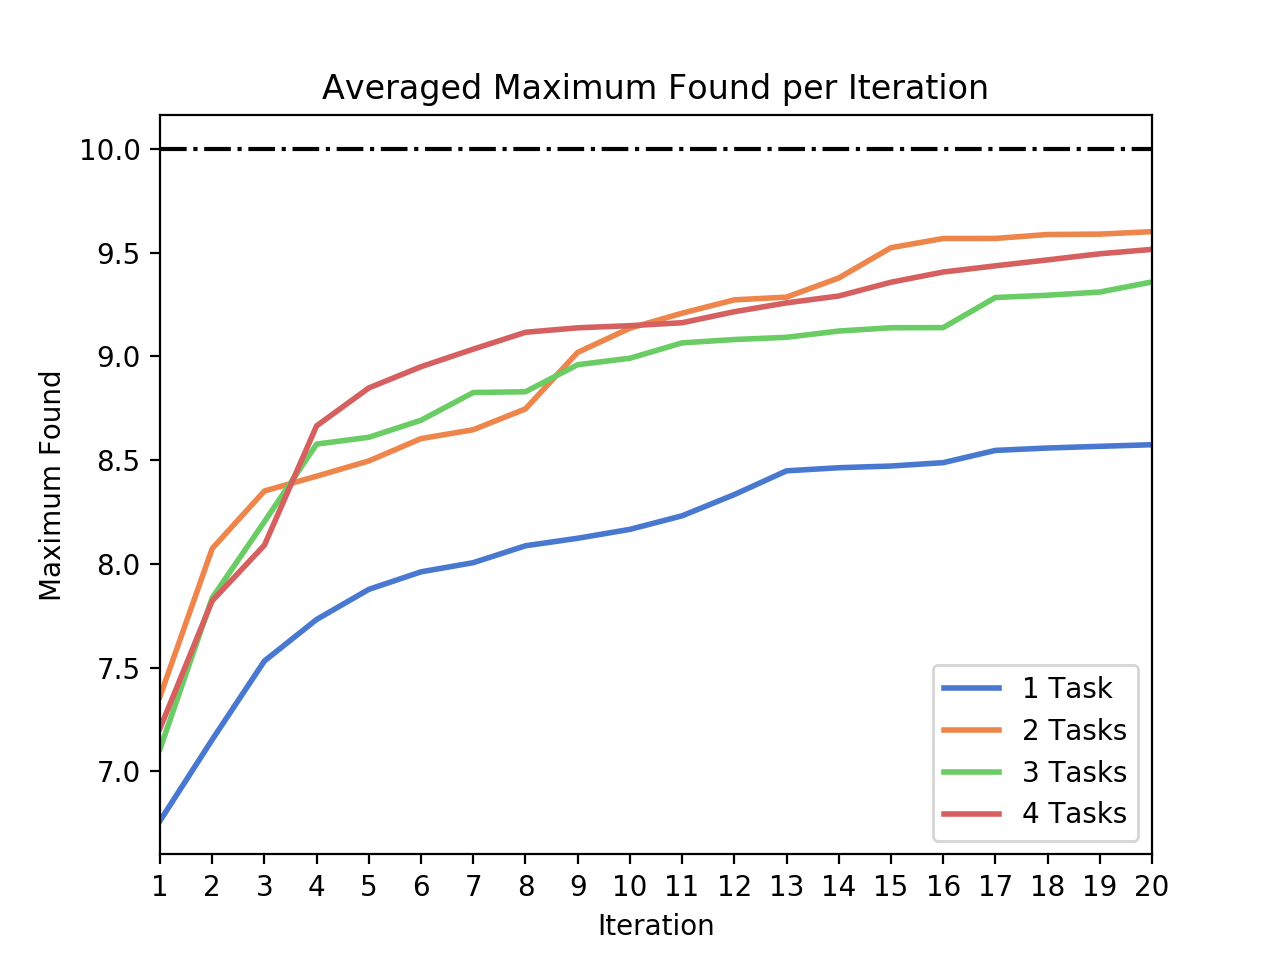 Averaged Maximum Found per Iteration
10.0
9.5
9.0
8.5
8.0
7.5
7.0
Maximum Found
1 Task
2 Tasks
3 Tasks
4 Tasks
1 2 3 4 5 6 7 8 9 10 11 12 13 14 15 16 17 18 19 20
Iteration